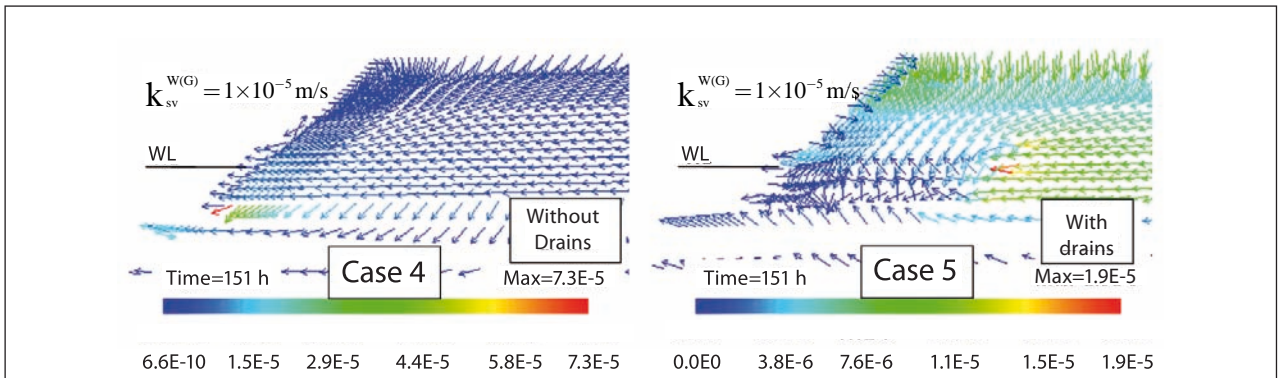 k_sv^W(G) = 1×10⁻⁵ m/s
WL
Without
Drains
Time=151 h
Case 4
Max=7.3E-5
6.6E-10 1.5E-5 2.9E-5 4.4E-5 5.8E-5 7.3E-5
k_sv^W(G) = 1×10⁻⁵ m/s
WL
With
drains
Time=151 h
Case 5
Max=1.9E-5
0.0E0 3.8E-6 7.6E-6 1.1E-5 1.5E-5 1.9E-5